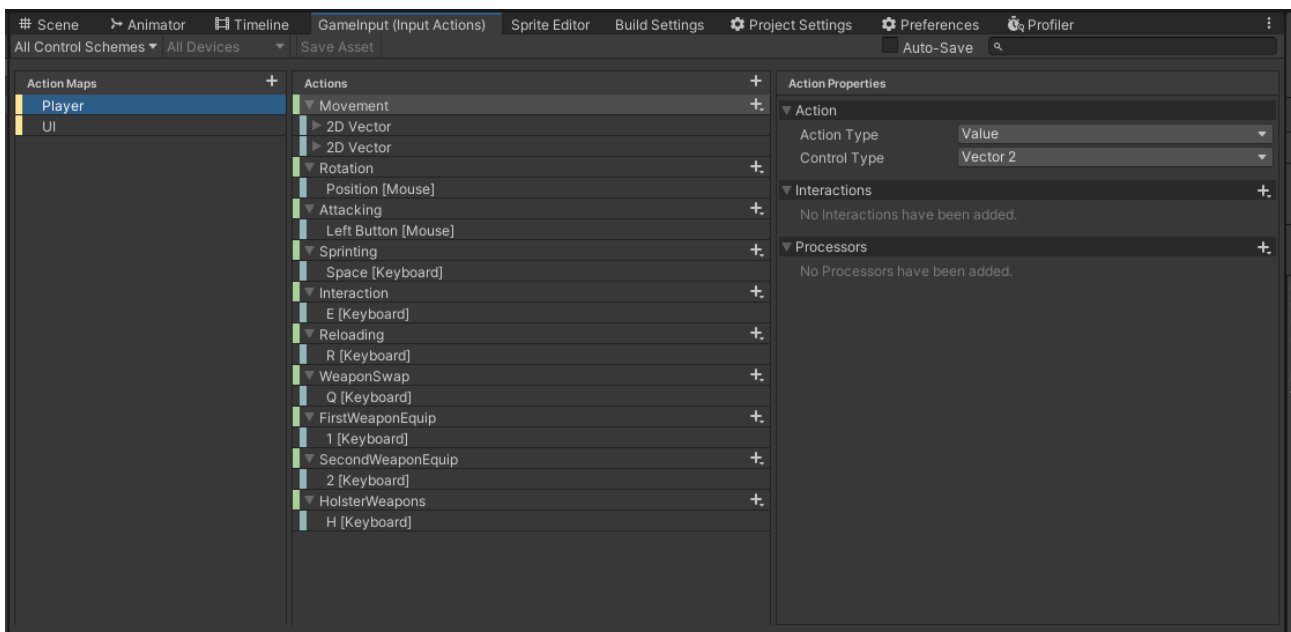 Scene Animator Timeline GameInput (Input Actions) Sprite Editor Build Settings Project Settings Preferences Profiler
All Control Schemes All Devices Save Asset Auto-Save
Action Maps
Player
UI
Actions
Movement
2D Vector
2D Vector
Rotation
Position [Mouse]
Attacking
Left Button [Mouse]
Sprinting
Space [Keyboard]
Interaction
E [Keyboard]
Reloading
R [Keyboard]
WeaponSwap
Q [Keyboard]
FirstWeaponEquip
1 [Keyboard]
SecondWeaponEquip
2 [Keyboard]
HolsterWeapons
H [Keyboard]
Action Properties
Action
Action Type Value
Control Type Vector 2
Interactions
No Interactions have been added.
Processors
No Processors have been added.